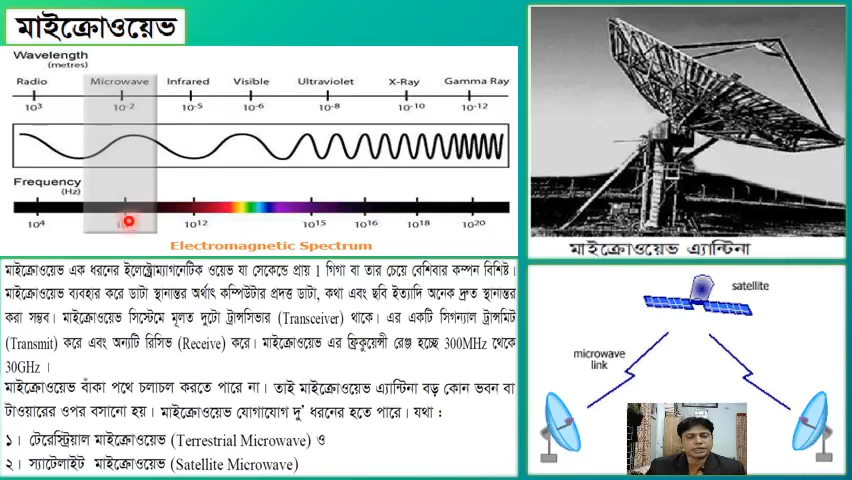 মাইক্রোওয়েভ
Wavelength
(metres)
Radio Microwave Infrared Visible Ultraviolet X-Ray Gamma Ray
10³ 10⁻² 10⁻⁵ 10⁻⁶ 10⁻⁸ 10⁻¹⁰ 10⁻¹²
Frequency
(Hz)
10⁴ 10¹² 10¹⁵ 10¹⁶ 10¹⁸ 10²⁰
Electromagnetic Spectrum
মাইক্রোওয়েভ এক ধরনের ইলেক্ট্রোম্যাগনেটিক ওয়েভ যা সেকেন্ডে প্রায় 1 গিগা বা তার চেয়ে বেশিবার কম্পন বিশিষ্ট।
মাইক্রোওয়েভ ব্যবহার করে ডাটা স্থানান্তর অর্থাৎ কম্পিউটার প্রদত্ত ডাটা, কথা এবং ছবি ইত্যাদি অনেক দ্রুত স্থানান্তর
করা সম্ভব। মাইক্রোওয়েভ সিস্টেমে মূলত দুটো ট্রান্সসিভার (Transceiver) থাকে। এর একটি সিগন্যাল ট্রান্সমিট
(Transmit) করে এবং অন্যটি রিসিভ (Receive) করে। মাইক্রোওয়েভ এর ফ্রিকুয়েন্সী রেঞ্জ হচ্ছে 300MHz থেকে
30GHz ।
মাইক্রোওয়েভ বাঁকা পথে চলাচল করতে পারে না। তাই মাইক্রোওয়েভ এ্যান্টিনা বড় কোন ভবন বা
টাওয়ারের ওপর বসানো হয়। মাইক্রোওয়েভ যোগাযোগ দু’ ধরনের হতে পারে। যথা :
১। টেরেস্ট্রিয়াল মাইক্রোওয়েভ (Terrestrial Microwave) ও
২। স্যাটেলাইট মাইক্রোওয়েভ (Satellite Microwave)
মাইক্রোওয়েভ এ্যান্টিনা
satellite
microwave
link